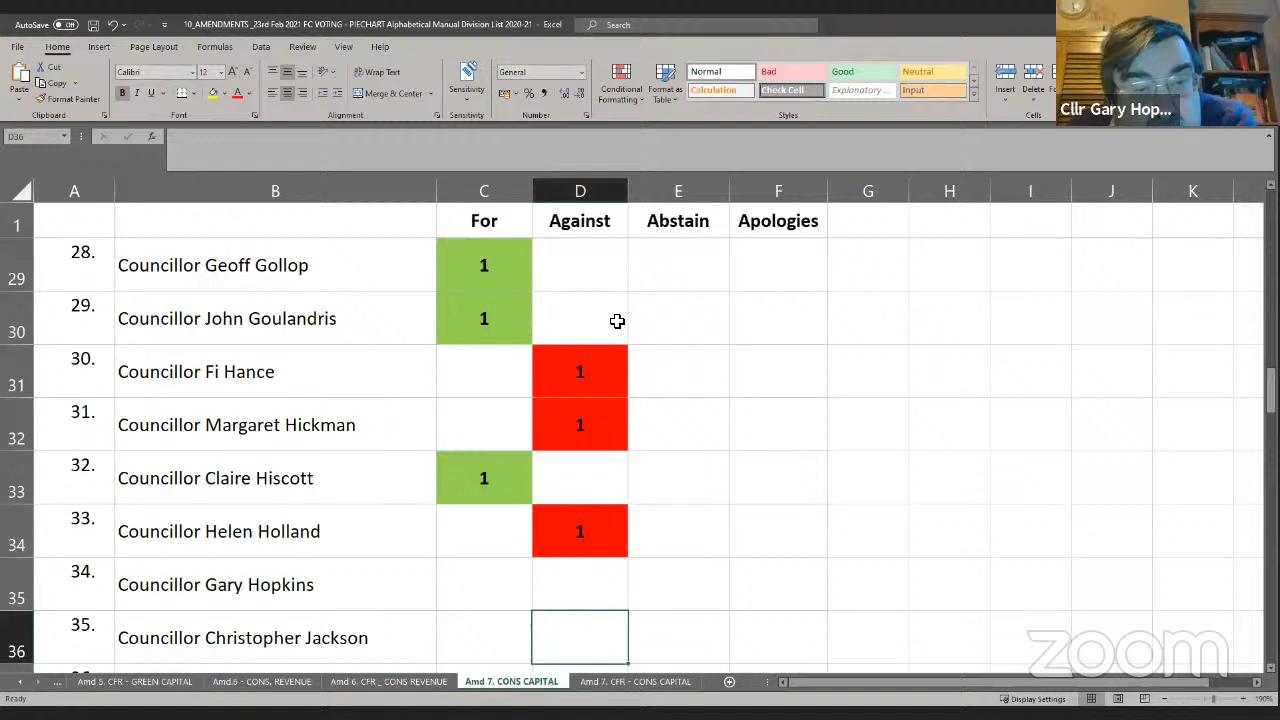 AutoSave Off 10_AMENDMENTS _23rd Feb 2021 FC VOTING - PIECHART Alphabetical Manual Division List 2020-21 - Excel Search
File Home Insert Page Layout Formulas Data Review View Help
Cut
Copy
Format Painter
Paste
Clipboard
Calibri 12
B I U
Font
Wrap Text
Merge & Center
Alignment
Sensitivity
Sensitivity
General
Number
Conditional Formatting
Format as Table
Normal Bad Good Neutral
Calculation Check Cell Explanatory ... Input
Styles
Insert Delete
Cells
Cllr Gary Hop...
D36 fx
A B C D E F G H I J K
1 For Against Abstain Apologies
29 28. Councillor Geoff Gollop 1
30 29. Councillor John Goulandris 1
31 30. Councillor Fi Hance 1
32 31. Councillor Margaret Hickman 1
33 32. Councillor Claire Hiscott 1
34 33. Councillor Helen Holland 1
35 34. Councillor Gary Hopkins
36 35. Councillor Christopher Jackson
zoom
... Amd 5. CFR - GREEN CAPITAL Amd.6 - CONS. REVENUE Amd 6. CFR _ CONS REVENUE Amd 7. CONS CAPITAL Amd 7. CFR - CONS CAPITAL
Ready Display Settings 190%